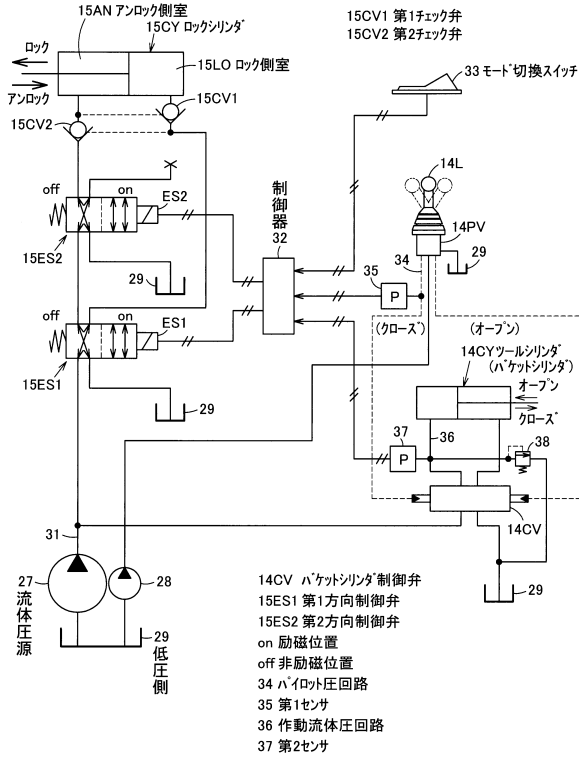 15AN アンロック側室
15CY ロックシリンダ
ロック
アンロック
15LO ロック側室
15CV1
15CV2
15CV1 第1チェック弁
15CV2 第2チェック弁
33 モード切換スイッチ
off
on
ES2
15ES2
29
制御器
32
14L
14PV
34
29
35
P
(クローズ)
(オープン)
off
on
ES1
15ES1
29
14CYツールシリンダ
(バケットシリンダ)
オープン
クローズ
37
P
36
38
14CV
31
27
流体圧源
28
29
低圧側
29
14CV バケットシリンダ制御弁
15ES1 第1方向制御弁
15ES2 第2方向制御弁
on 励磁位置
off 非励磁位置
34 パイロット圧回路
35 第1センサ
36 作動流体圧回路
37 第2センサ